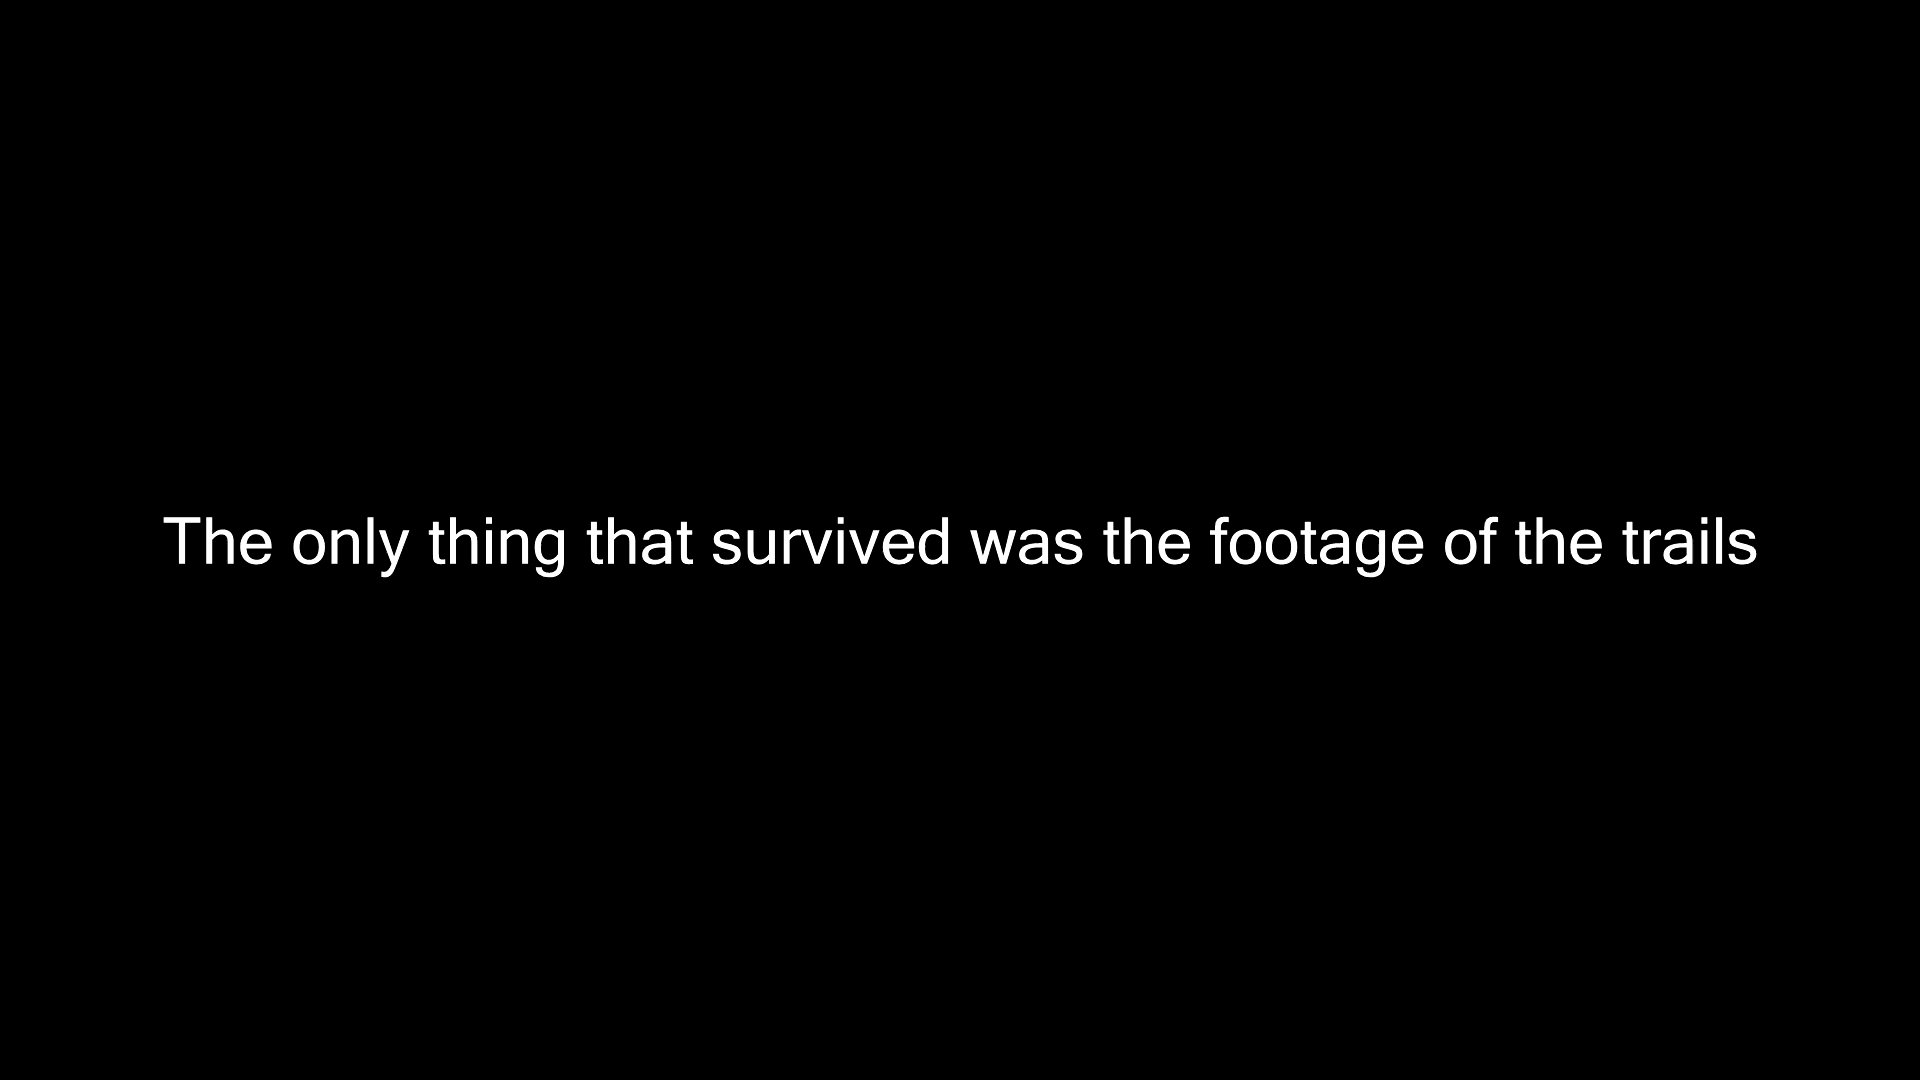 The only thing that survived was the footage of the trails